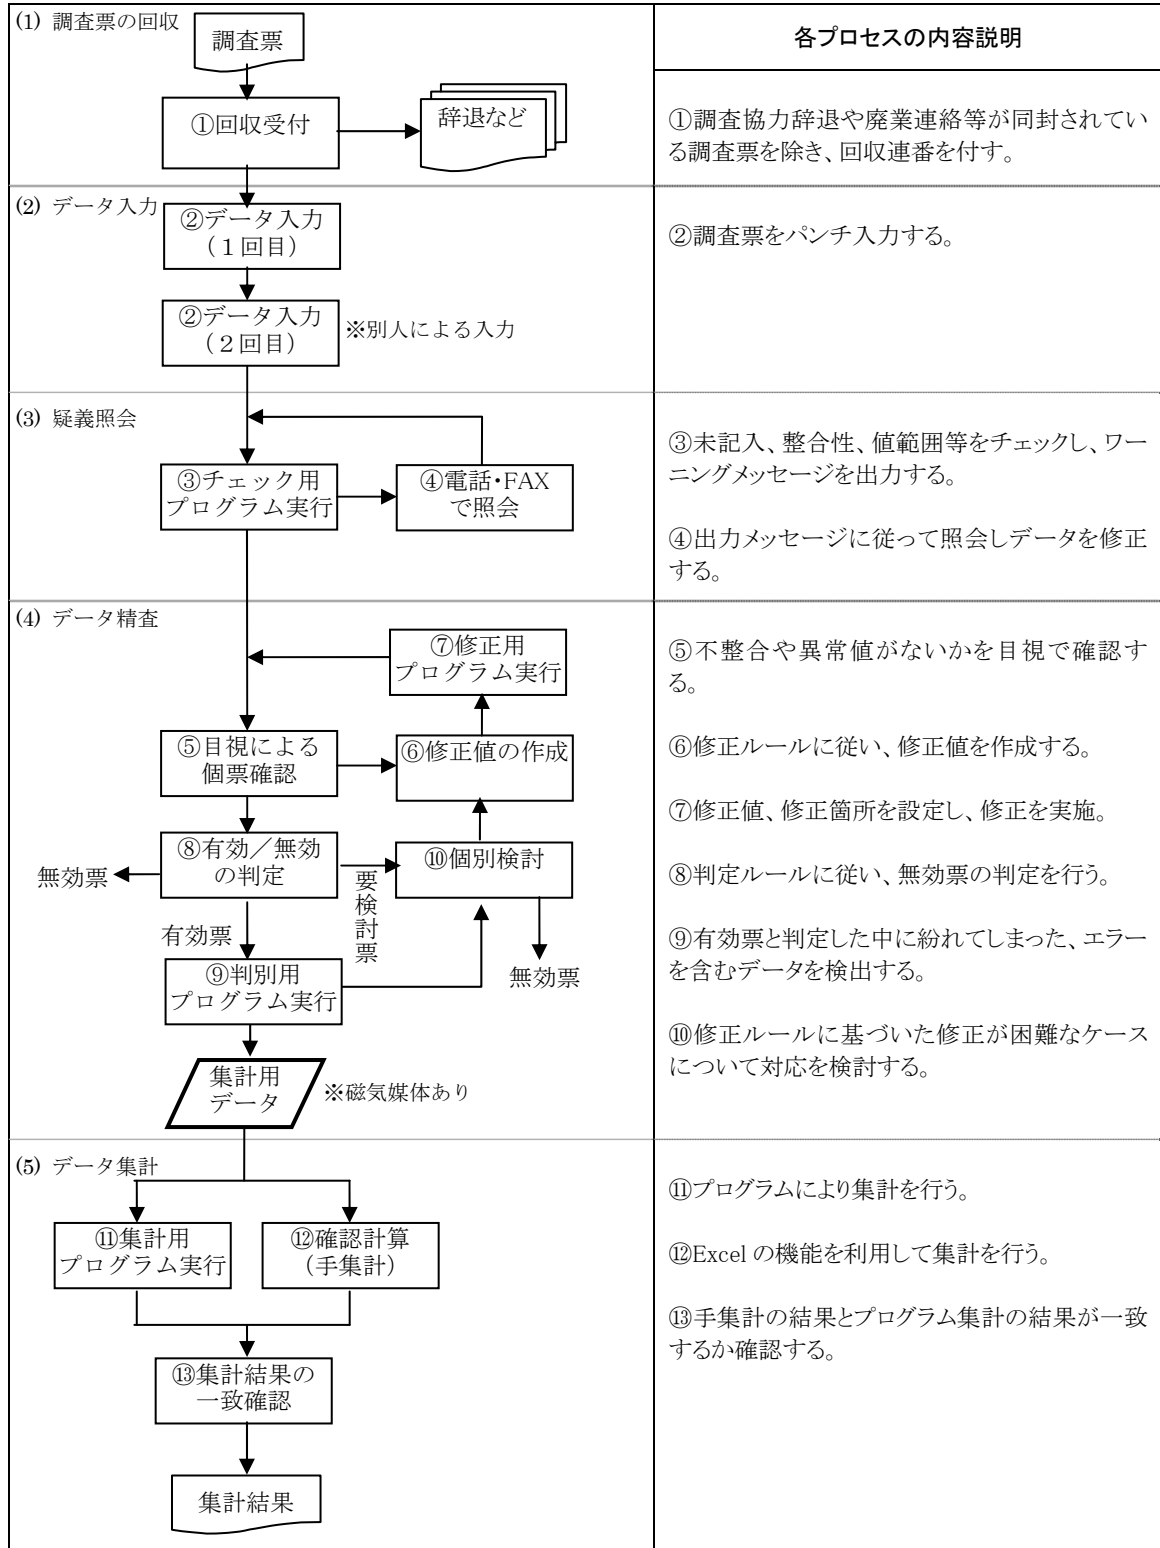 (1) 調査票の回収
調査票
各プロセスの内容説明
①回収受付
辞退など
①調査協力辞退や廃業連絡等が同封されてい
る調査票を除き、回収連番を付す。
(2) データ入力
②データ入力
(１回目)
②調査票をパンチ入力する。
②データ入力
(２回目)
※別人による入力
(3) 疑義照会
③チェック用
プログラム実行
④電話・FAX
で照会
③未記入、整合性、値範囲等をチェックし、ワー
ニングメッセージを出力する。
④出力メッセージに従って照会しデータを修正
する。
(4) データ精査
⑦修正用
プログラム実行
⑤目視による
個票確認
⑥修正値の作成
⑧有効／無効
の判定
⑩個別検討
無効票
要検討票
有効票
無効票
⑨判別用
プログラム実行
集計用
データ
※磁気媒体あり
⑤不整合や異常値がないかを目視で確認す
る。
⑥修正ルールに従い、修正値を作成する。
⑦修正値、修正箇所を設定し、修正を実施。
⑧判定ルールに従い、無効票の判定を行う。
⑨有効票と判定した中に紛れてしまった、エラー
を含むデータを検出する。
⑩修正ルールに基づいた修正が困難なケース
について対応を検討する。
(5) データ集計
⑪集計用
プログラム実行
⑫確認計算
(手集計)
⑬集計結果の
一致確認
集計結果
⑪プログラムにより集計を行う。
⑫Excel の機能を利用して集計を行う。
⑬手集計の結果とプログラム集計の結果が一致
するか確認する。